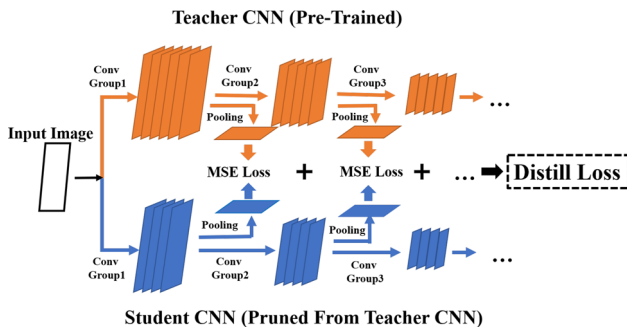 Teacher CNN (Pre-Trained)
Conv
Group1
Conv
Group2
Conv
Group3
Pooling
Pooling
...
Input Image
MSE Loss
+
MSE Loss
+
...
Distill Loss
Pooling
Pooling
Conv
Group1
Conv
Group2
Conv
Group3
...
Student CNN (Pruned From Teacher CNN)